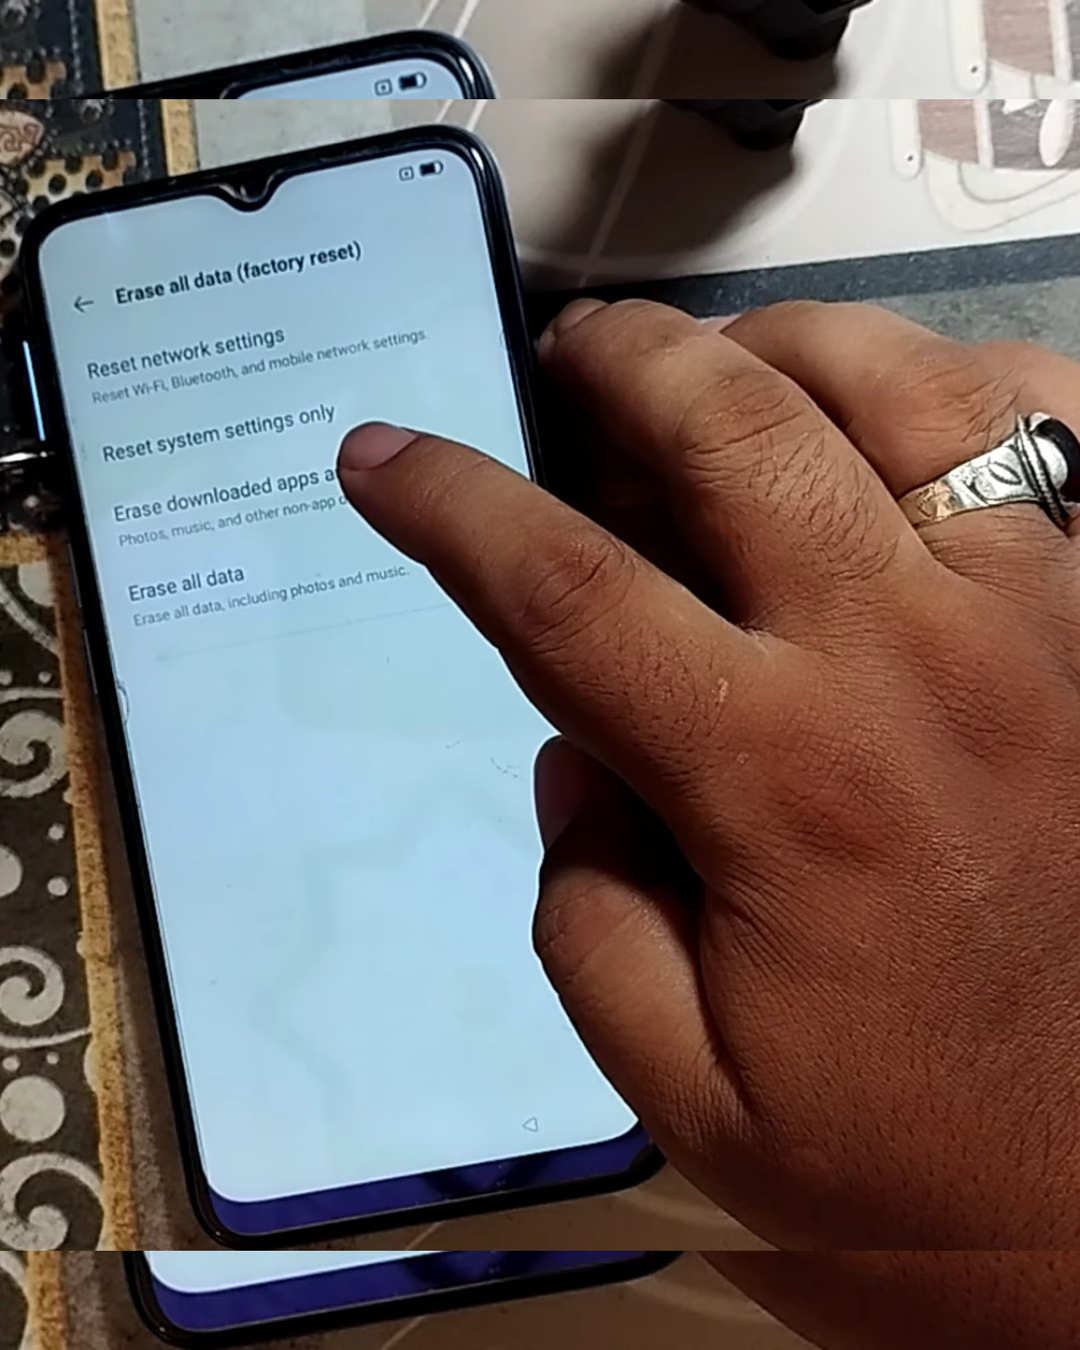 Erase all data (factory reset)
Reset network settings
Reset Wi-Fi, Bluetooth, and mobile network settings.
Reset system settings only
Erase downloaded apps
Photos, music, and other non-app
Erase all data
Erase all data, including photos and music.